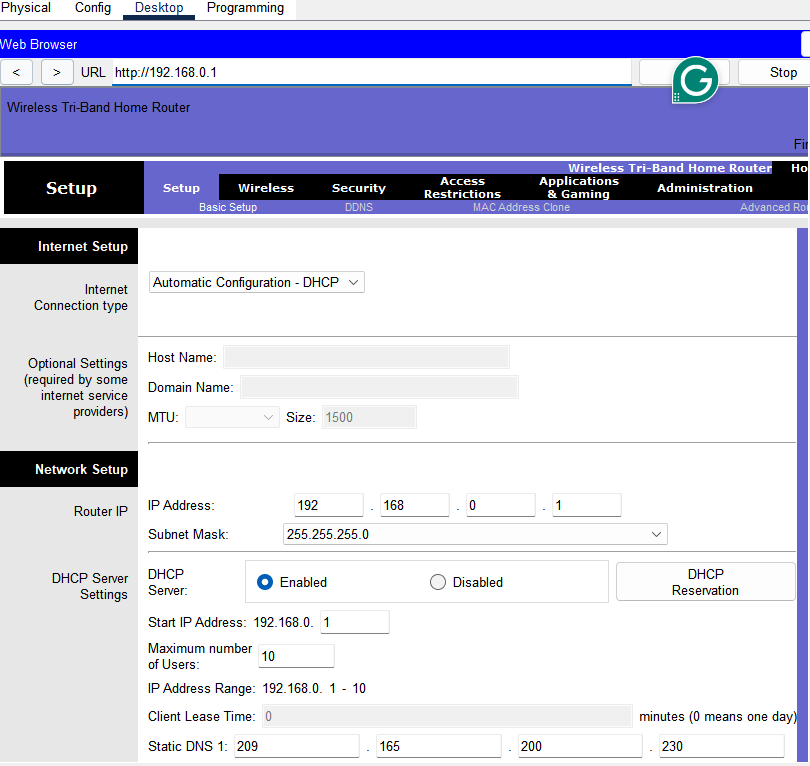 Physical Config Desktop Programming
Web Browser
< > URL http://192.168.0.1 Stop
G
Wireless Tri-Band Home Router
Wireless Tri-Band Home Router
Setup
Setup Wireless Security Access Restrictions Applications & Gaming Administration
Basic Setup DDNS MAC Address Clone
Internet Setup
Internet
Connection type
Automatic Configuration - DHCP
Optional Settings
(required by some
internet service
providers)
Host Name:
Domain Name:
MTU: Size: 1500
Network Setup
Router IP
IP Address: 192 . 168 . 0 . 1
Subnet Mask: 255.255.255.0
DHCP Server
Settings
DHCP
Server:
Enabled Disabled
DHCP
Reservation
Start IP Address: 192.168.0. 1
Maximum number
of Users:
10
IP Address Range: 192.168.0. 1 - 10
Client Lease Time: 0 minutes (0 means one day)
Static DNS 1: 209 . 165 . 200 . 230